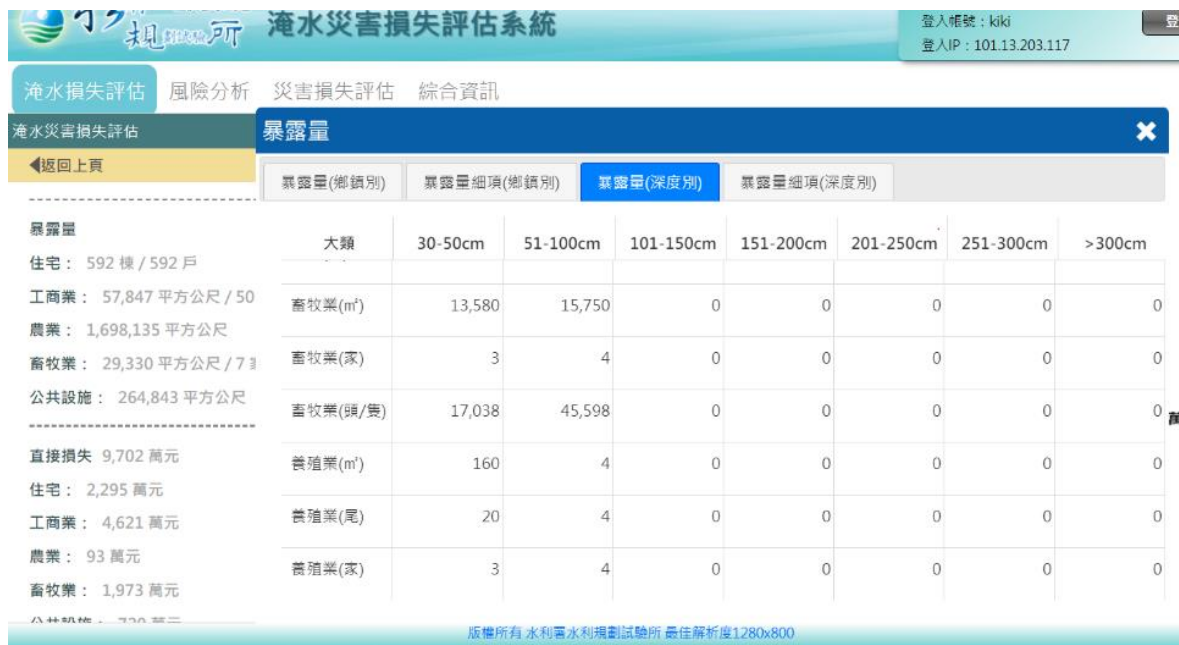 規 所 淹水災害損失評估系統
登入帳號：kiki
登入IP：101.13.203.117
登
淹水損失評估 風險分析 災害損失評估 綜合資訊
淹水災害損失評估
◀返回上頁
暴露量
住宅： 592 棟 / 592 戶
工商業： 57,847 平方公尺 / 50
農業： 1,698,135 平方公尺
畜牧業： 29,330 平方公尺 / 7
公共設施： 264,843 平方公尺
直接損失 9,702 萬元
住宅： 2,295 萬元
工商業： 4,621 萬元
農業： 93 萬元
畜牧業： 1,973 萬元
暴露量
暴露量(鄉鎮別) 暴露量細項(鄉鎮別) 暴露量(深度別) 暴露量細項(深度別)
大類 30-50cm 51-100cm 101-150cm 151-200cm 201-250cm 251-300cm >300cm
畜牧業(㎡) 13,580 15,750 0 0 0 0 0
畜牧業(家) 3 4 0 0 0 0 0
畜牧業(頭/隻) 17,038 45,598 0 0 0 0 0
養殖業(㎡) 160 4 0 0 0 0 0
養殖業(尾) 20 4 0 0 0 0 0
養殖業(家) 3 4 0 0 0 0 0
萬
版權所有 水利署水利規劃試驗所 最佳解析度1280x800